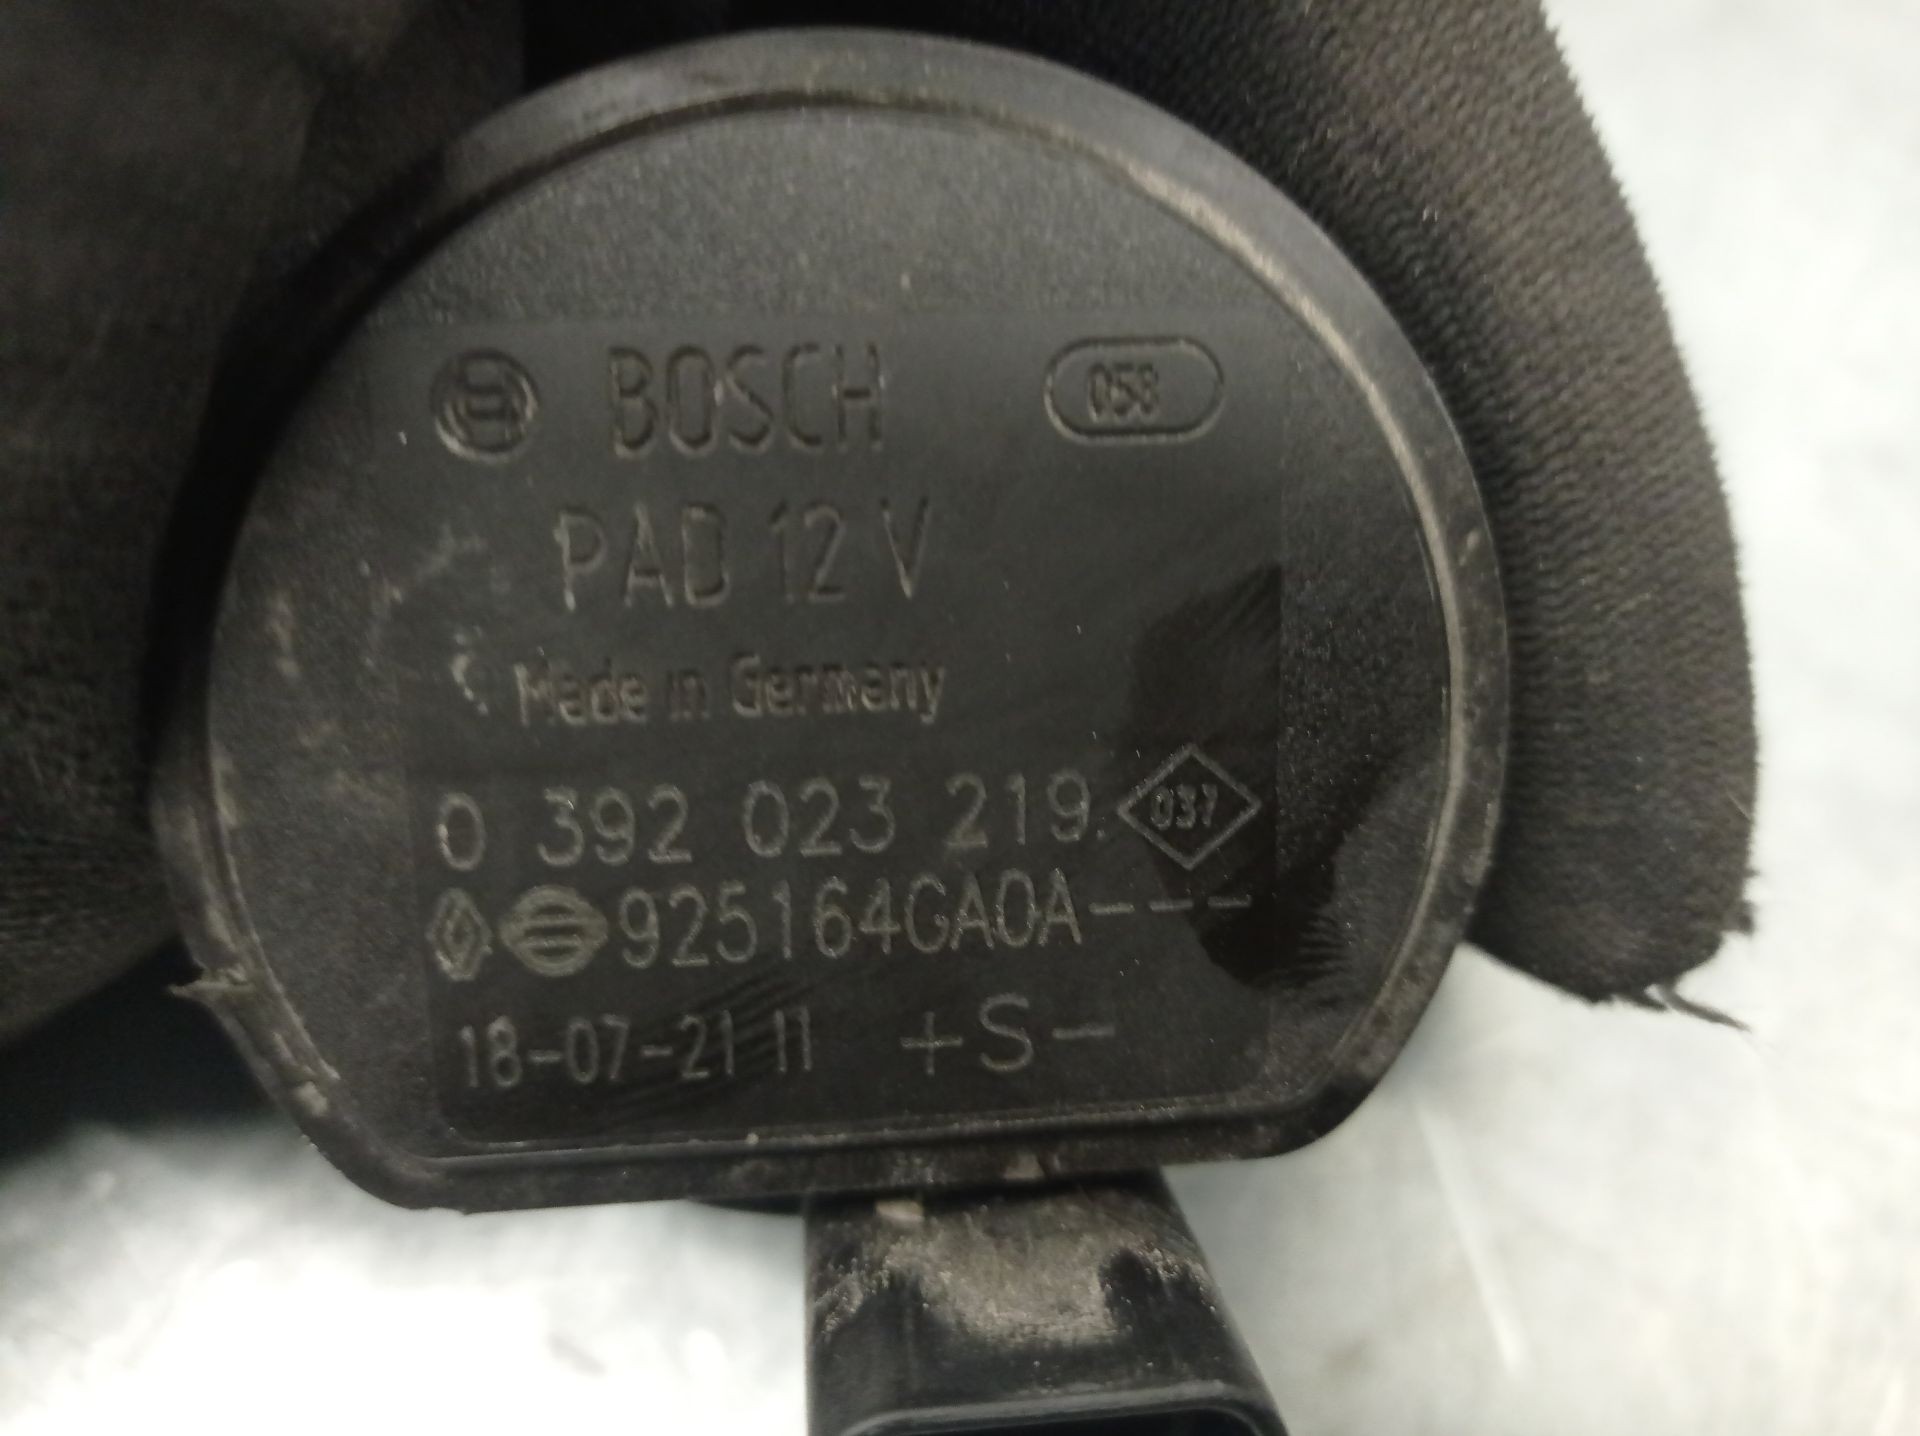 BOSCH 058
PAD 12 V
Made in Germany
0 392 023 219. 037
925164GA0A---
18-07-21 11 +S-